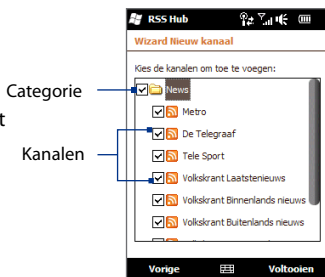 RSS Hub
Wizard Nieuw kanaal
Kies de kanalen om toe te voegen:
Categorie
News
Metro
t
De Telegraaf
Kanalen
Tele Sport
Volkskrant Laatstenieuws
Volkskrant Binnenlands nieuws
Volkskrant Buitenlands nieuws
Vorige
Voltooien